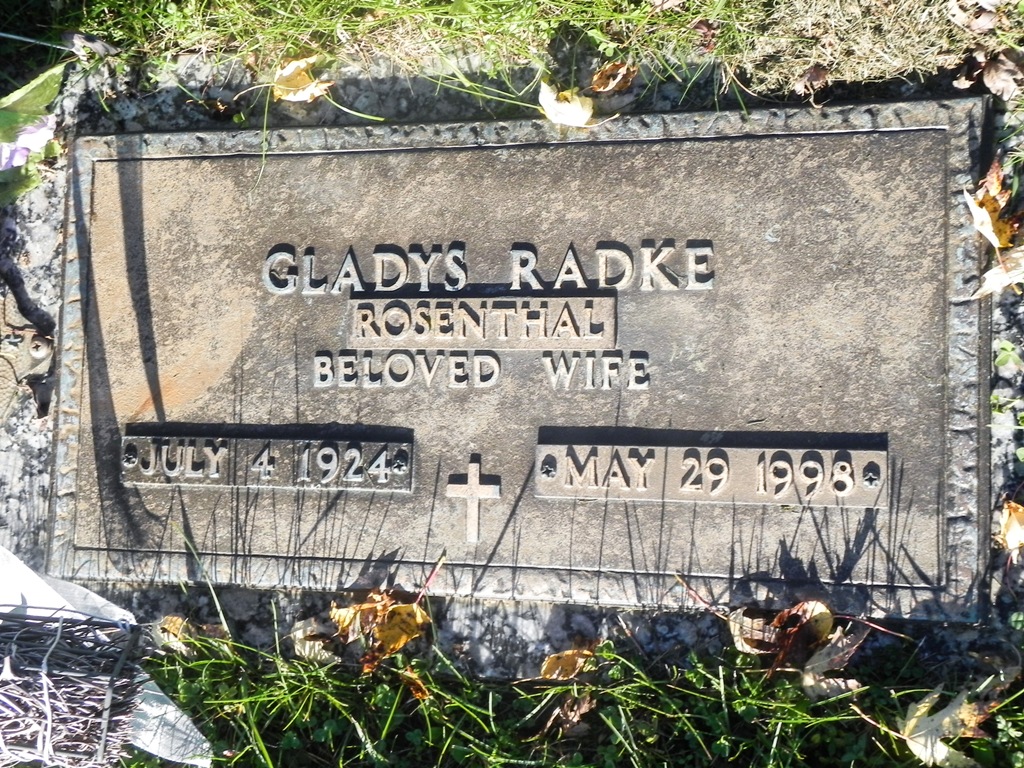 GLADYS RADKE
ROSENTHAL
BELOVED WIFE
JULY 4 1924 MAY 29 1998